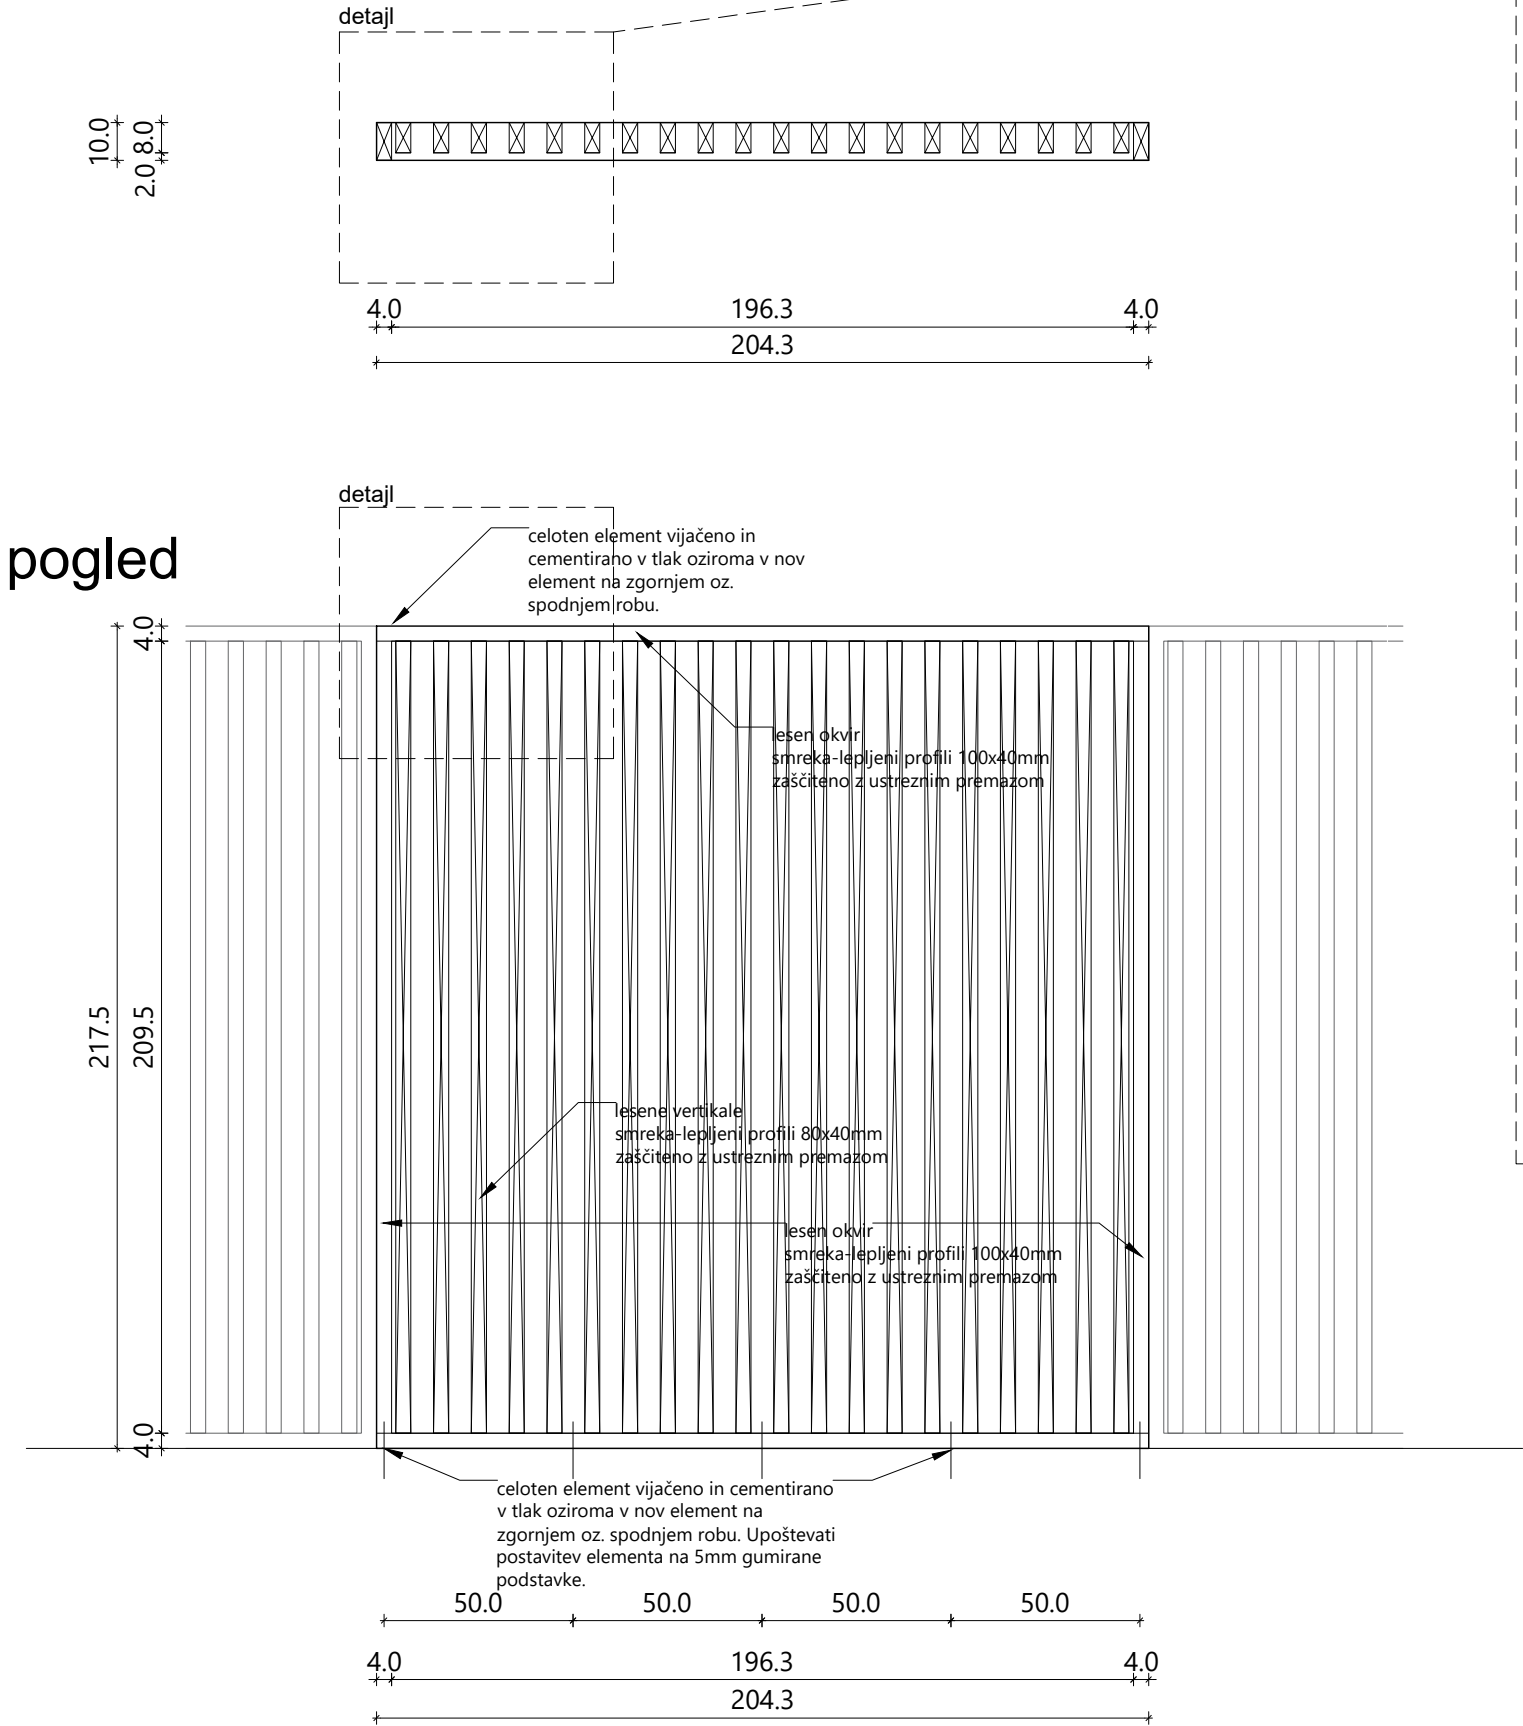 detajl
10.0
8.0
2.0
4.0
196.3
4.0
204.3
detajl
pogled
celoten element vijačeno in
cementirano v tlak oziroma v nov
element na zgornjem oz.
spodnjem robu.
4.0
lesen okvir
smreka-lepljeni profili 100x40mm
zaščiteno z ustreznim premazom
217.5
209.5
lesene vertikale
smreka-lepljeni profili 80x40mm
zaščiteno z ustreznim premazom
lesen okvir
smreka-lepljeni profili 100x40mm
zaščiteno z ustreznim premazom
4.0
celoten element vijačeno in cementirano
v tlak oziroma v nov element na
zgornjem oz. spodnjem robu. Upoštevati
postavitev elementa na 5mm gumirane
podstavke.
50.0
50.0
50.0
50.0
4.0
196.3
4.0
204.3